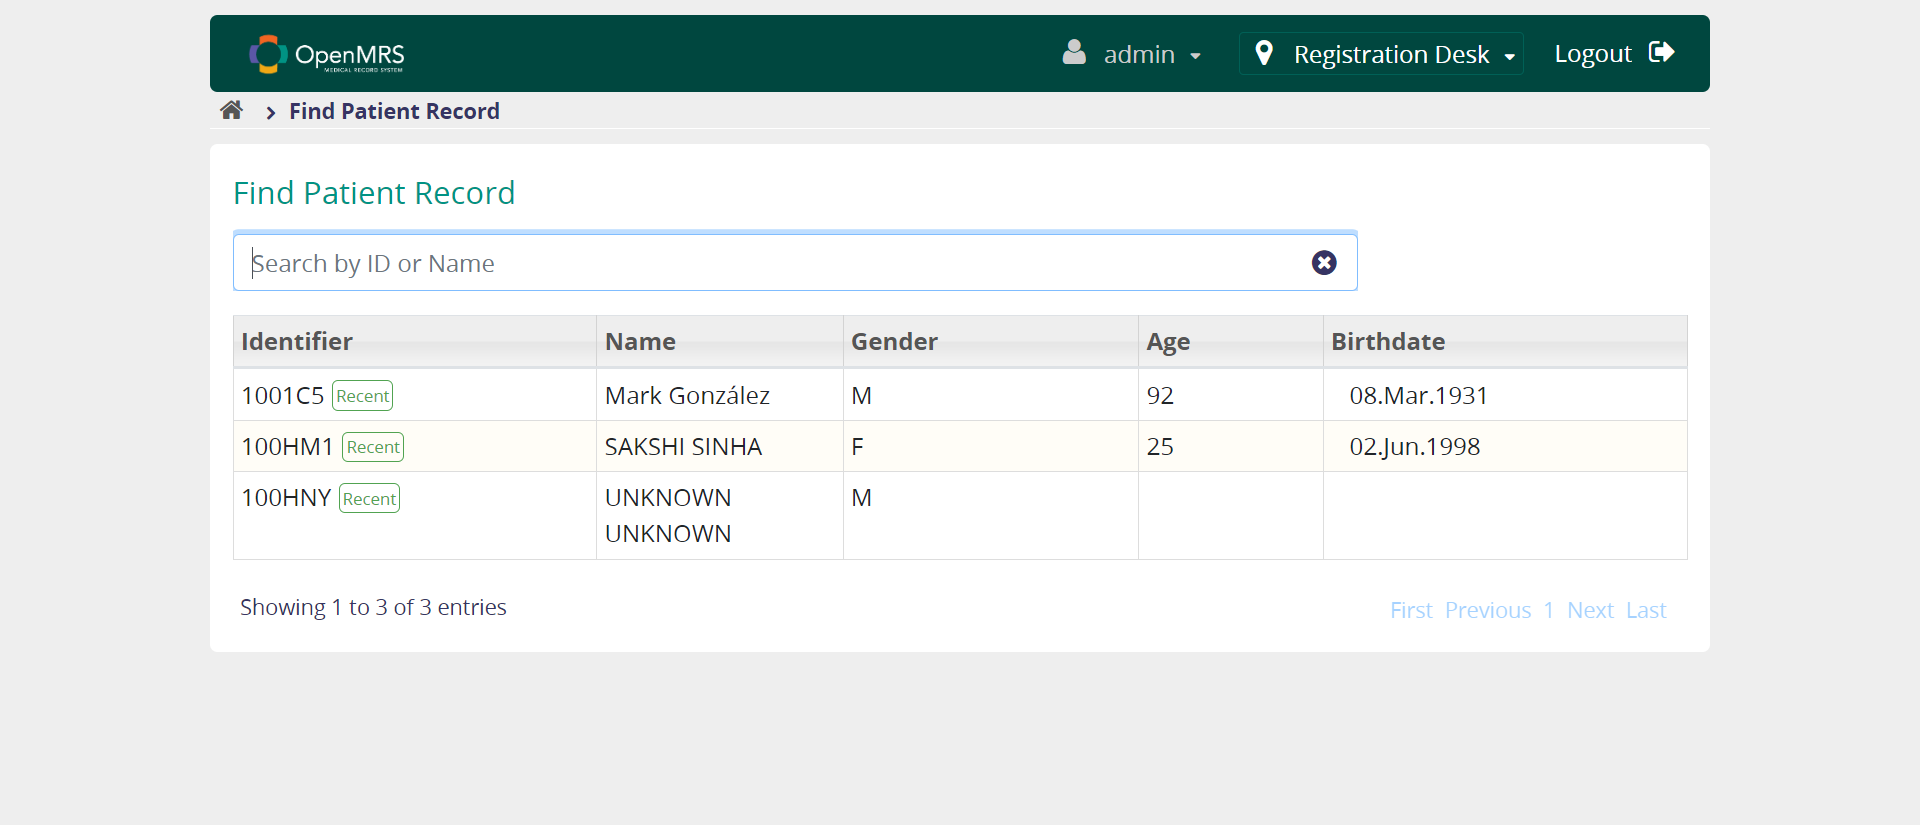 OpenMRS
MEDICAL RECORD SYSTEM
admin
Registration Desk
Logout
Find Patient Record
Find Patient Record
Search by ID or Name
Identifier Name Gender Age Birthdate
1001C5 Recent Mark González M 92 08.Mar.1931
100HM1 Recent SAKSHI SINHA F 25 02.Jun.1998
100HNY Recent UNKNOWN M
UNKNOWN
Showing 1 to 3 of 3 entries
First Previous 1 Next Last